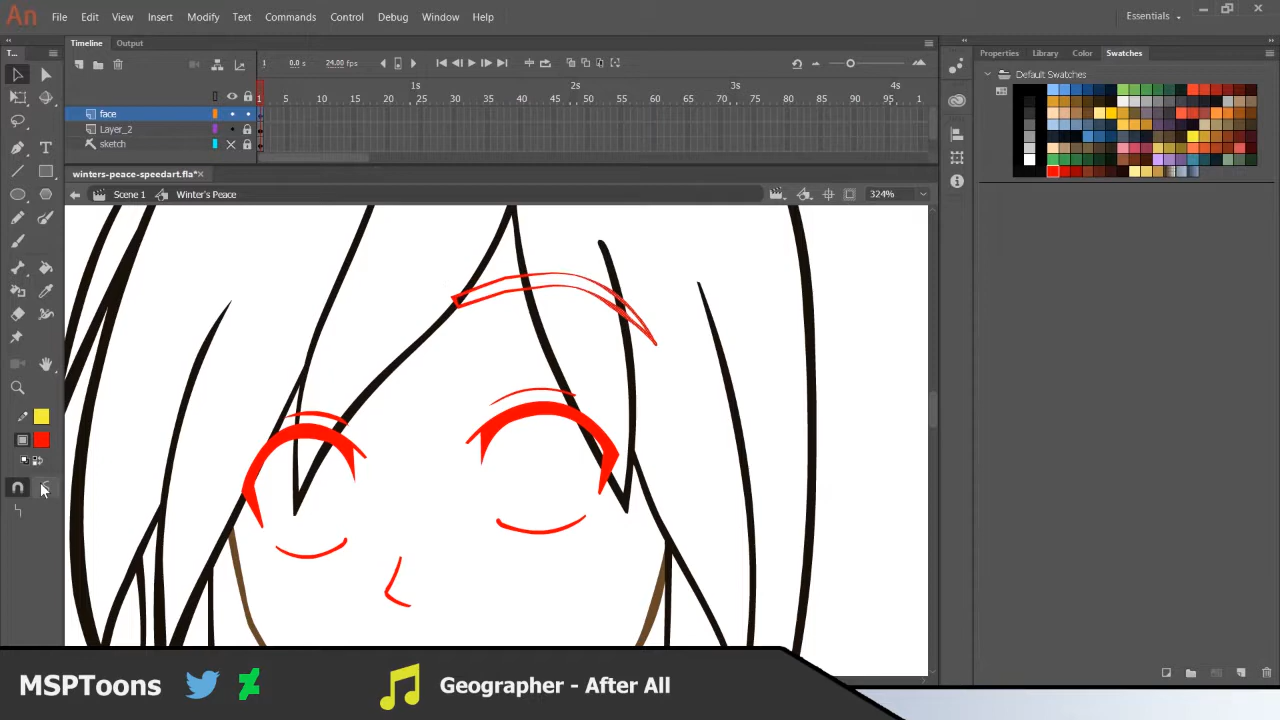 An File Edit View Insert Modify Text Commands Control Debug Window Help Essentials
T... Timeline Output Properties Library Color Swatches
1 0.0 s 24.00 fps
Default Swatches
1s 2s 3s 4s
1 5 10 15 20 25 30 35 40 45 50 55 60 65 70 75 80 85 90 95 1
face
Layer_2
sketch
winters-peace-speedart.fla*
Scene 1 Winter's Peace 324%
MSPToons Geographer - After All